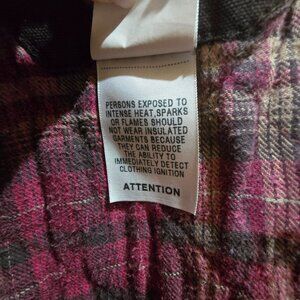 PERSONS EXPOSED TO
INTENSE HEAT,SPARKS
OR FLAMES SHOULD
NOT WEAR INSULATED
GARMENTS BECAUSE
THEY CAN REDUCE
THE ABILITY TO
IMMEDIATELY DETECT
CLOTHING IGNITION
ATTENTION